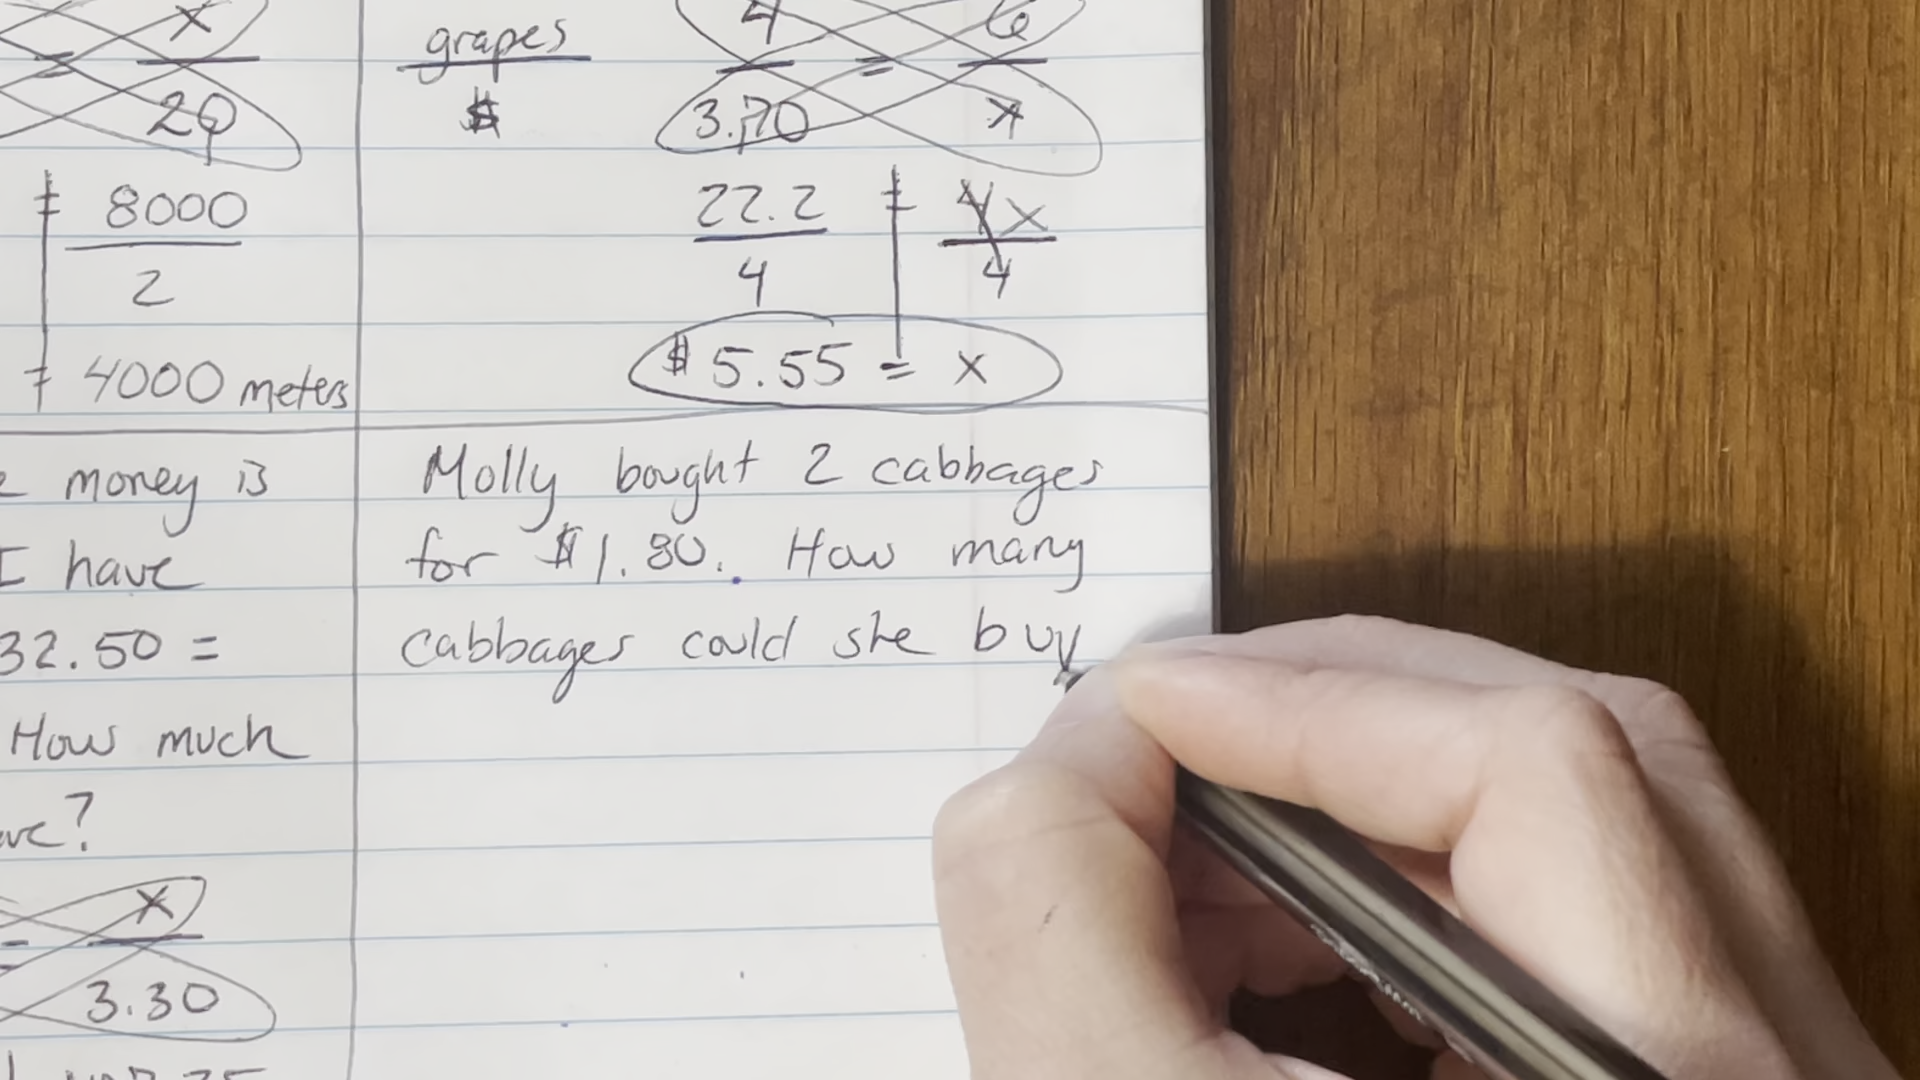 x
= 
20
= 8000
2
= 4000 meters
money is
I have
32.50 =
How much
ve?
x
3.30
grapes
$
4 = 6
3.70 x
22.2 = 4x
4 4
$5.55 = x
Molly bought 2 cabbages
for $1.80. How many
cabbages could she buy